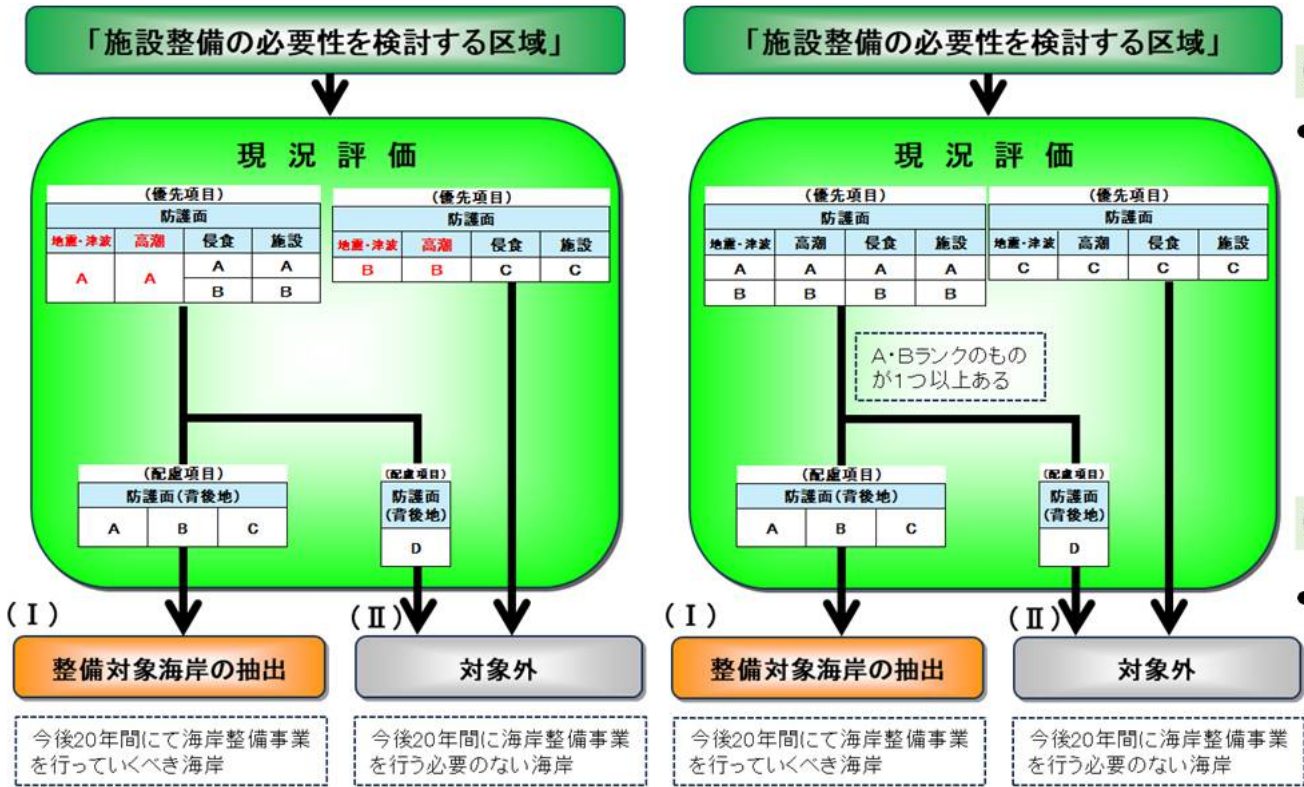 「施設整備の必要性を検討する区域」
現況評価
(優先項目)
防護面
地震・津波 高潮 侵食 施設
A A A A
B B
(優先項目)
防護面
地震・津波 高潮 侵食 施設
B B C C
(配慮項目)
防護面(背後地)
A B C
(配慮項目)
防護面
(背後地)
D
(Ⅰ)
整備対象海岸の抽出
今後20年間にて海岸整備事業
を行っていくべき海岸
(Ⅱ)
対象外
今後20年間に海岸整備事業
を行う必要のない海岸
「施設整備の必要性を検討する区域」
現況評価
(優先項目)
防護面
地震・津波 高潮 侵食 施設
A A A A
B B B B
(優先項目)
防護面
地震・津波 高潮 侵食 施設
C C C C
A・Bランクのもの
が1つ以上ある
(配慮項目)
防護面(背後地)
A B C
(配慮項目)
防護面
(背後地)
D
(Ⅰ)
整備対象海岸の抽出
今後20年間にて海岸整備事業
を行っていくべき海岸
(Ⅱ)
対象外
今後20年間に海岸整備事業
を行う必要のない海岸